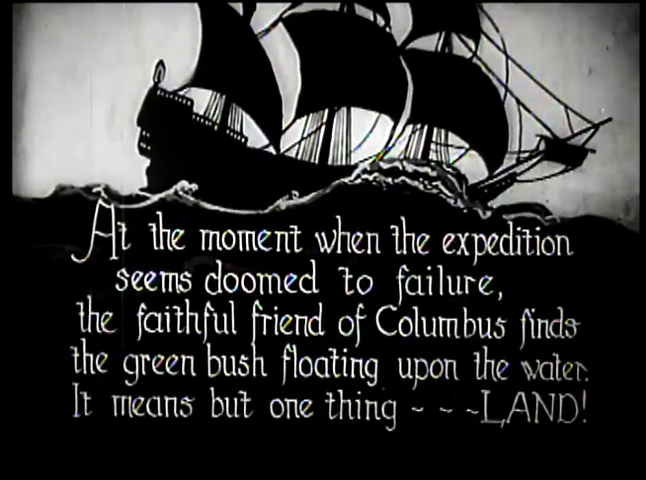 At the moment when the expedition
seems doomed to failure,
the faithful friend of Columbus finds
the green bush floating upon the water.
It means but one thing ~ ~ ~LAND!